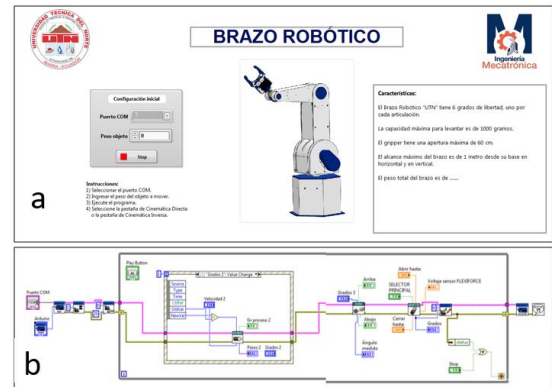 UNIVERSIDAD TECNICA DEL NORTE
UTN
IBARRA - ECUADOR
BRAZO ROBÓTICO
Ingeniería
Mecatrónica
Configuración inicial
Puerto COM
Peso objeto
0
Stop
Instrucciones:
1) Seleccionar el puerto COM.
2) Ingresar el peso del objeto a mover.
3) Ejecute el programa.
4) Seleccione la pestaña de Cinemática Directa
o la pestaña de Cinemática Inversa.
Características:
El Brazo Robótico "UTN" tiene 6 grados de libertad, uno por
cada articulación.
La capacidad máxima para levantar es de 1000 gramos.
El gripper tiene una apertura máxima de 60 cm.
El alcance máximo del brazo es de 1 metro desde su base en
horizontal y en vertical.
El peso total del brazo es de ......
a
Play Button
Puerto COM
Arduino
"Grados 2": Value Change
Source
Type
Time
CtlRef
OldVal
NewVal
Velocidad 2
En proceso 2
Pasos 2
Grados 2
Grados 3
Arriba
Abajo
Ángulo
medido
SELECTOR
PRINCIPAL
Abrir hasta
Cerrar
hasta
Voltaje sensor FLEXIFORCE
Grados
status
Stop
b